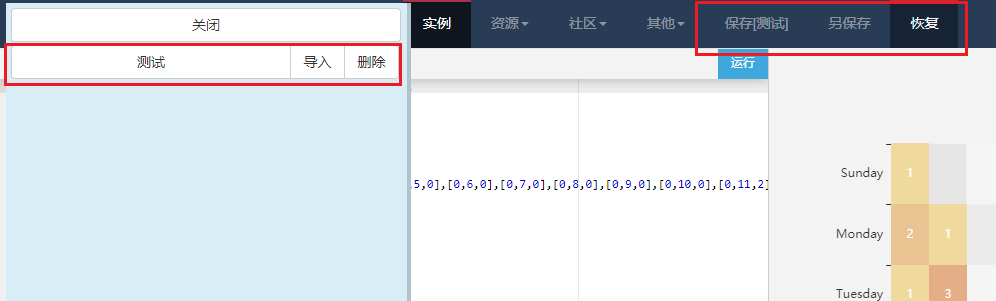 关闭
测试 导入 删除
实例 资源 社区 其他 保存[测试] 另保存 恢复
运行
,5,0],[0,6,0],[0,7,0],[0,8,0],[0,9,0],[0,10,0],[0,11,2]
Sunday 1
Monday 2 1
Tuesday 1 3